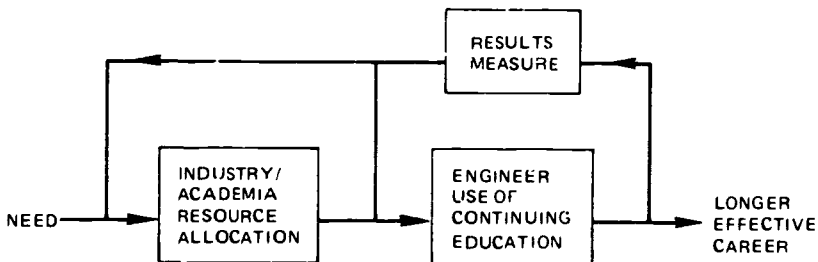 RESULTS
MEASURE
NEED
INDUSTRY/
ACADEMIA
RESOURCE
ALLOCATION
ENGINEER
USE OF
CONTINUING
EDUCATION
LONGER
EFFECTIVE
CAREER